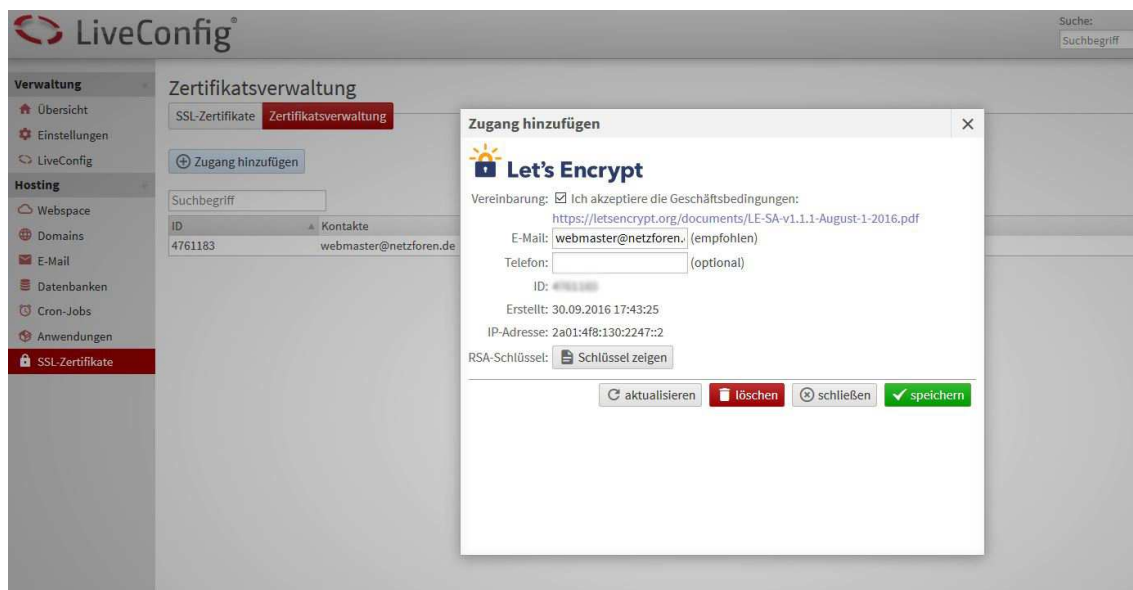 LiveConfig®
Suche:
Suchbegriff
Verwaltung
Übersicht
Einstellungen
LiveConfig
Hosting
Webspace
Domains
E-Mail
Datenbanken
Cron-Jobs
Anwendungen
SSL-Zertifikate
Zertifikatsverwaltung
SSL-Zertifikate Zertifikatsverwaltung
Zugang hinzufügen
Suchbegriff
ID Kontakte
4761183 webmaster@netzforen.de
Zugang hinzufügen
Let's Encrypt
Vereinbarung: Ich akzeptiere die Geschäftsbedingungen:
https://letsencrypt.org/documents/LE-SA-v1.1.1-August-1-2016.pdf
E-Mail: webmaster@netzforen. (empfohlen)
Telefon: (optional)
ID:
Erstellt: 30.09.2016 17:43:25
IP-Adresse: 2a01:4f8:130:2247::2
RSA-Schlüssel: Schlüssel zeigen
aktualisieren löschen schließen speichern